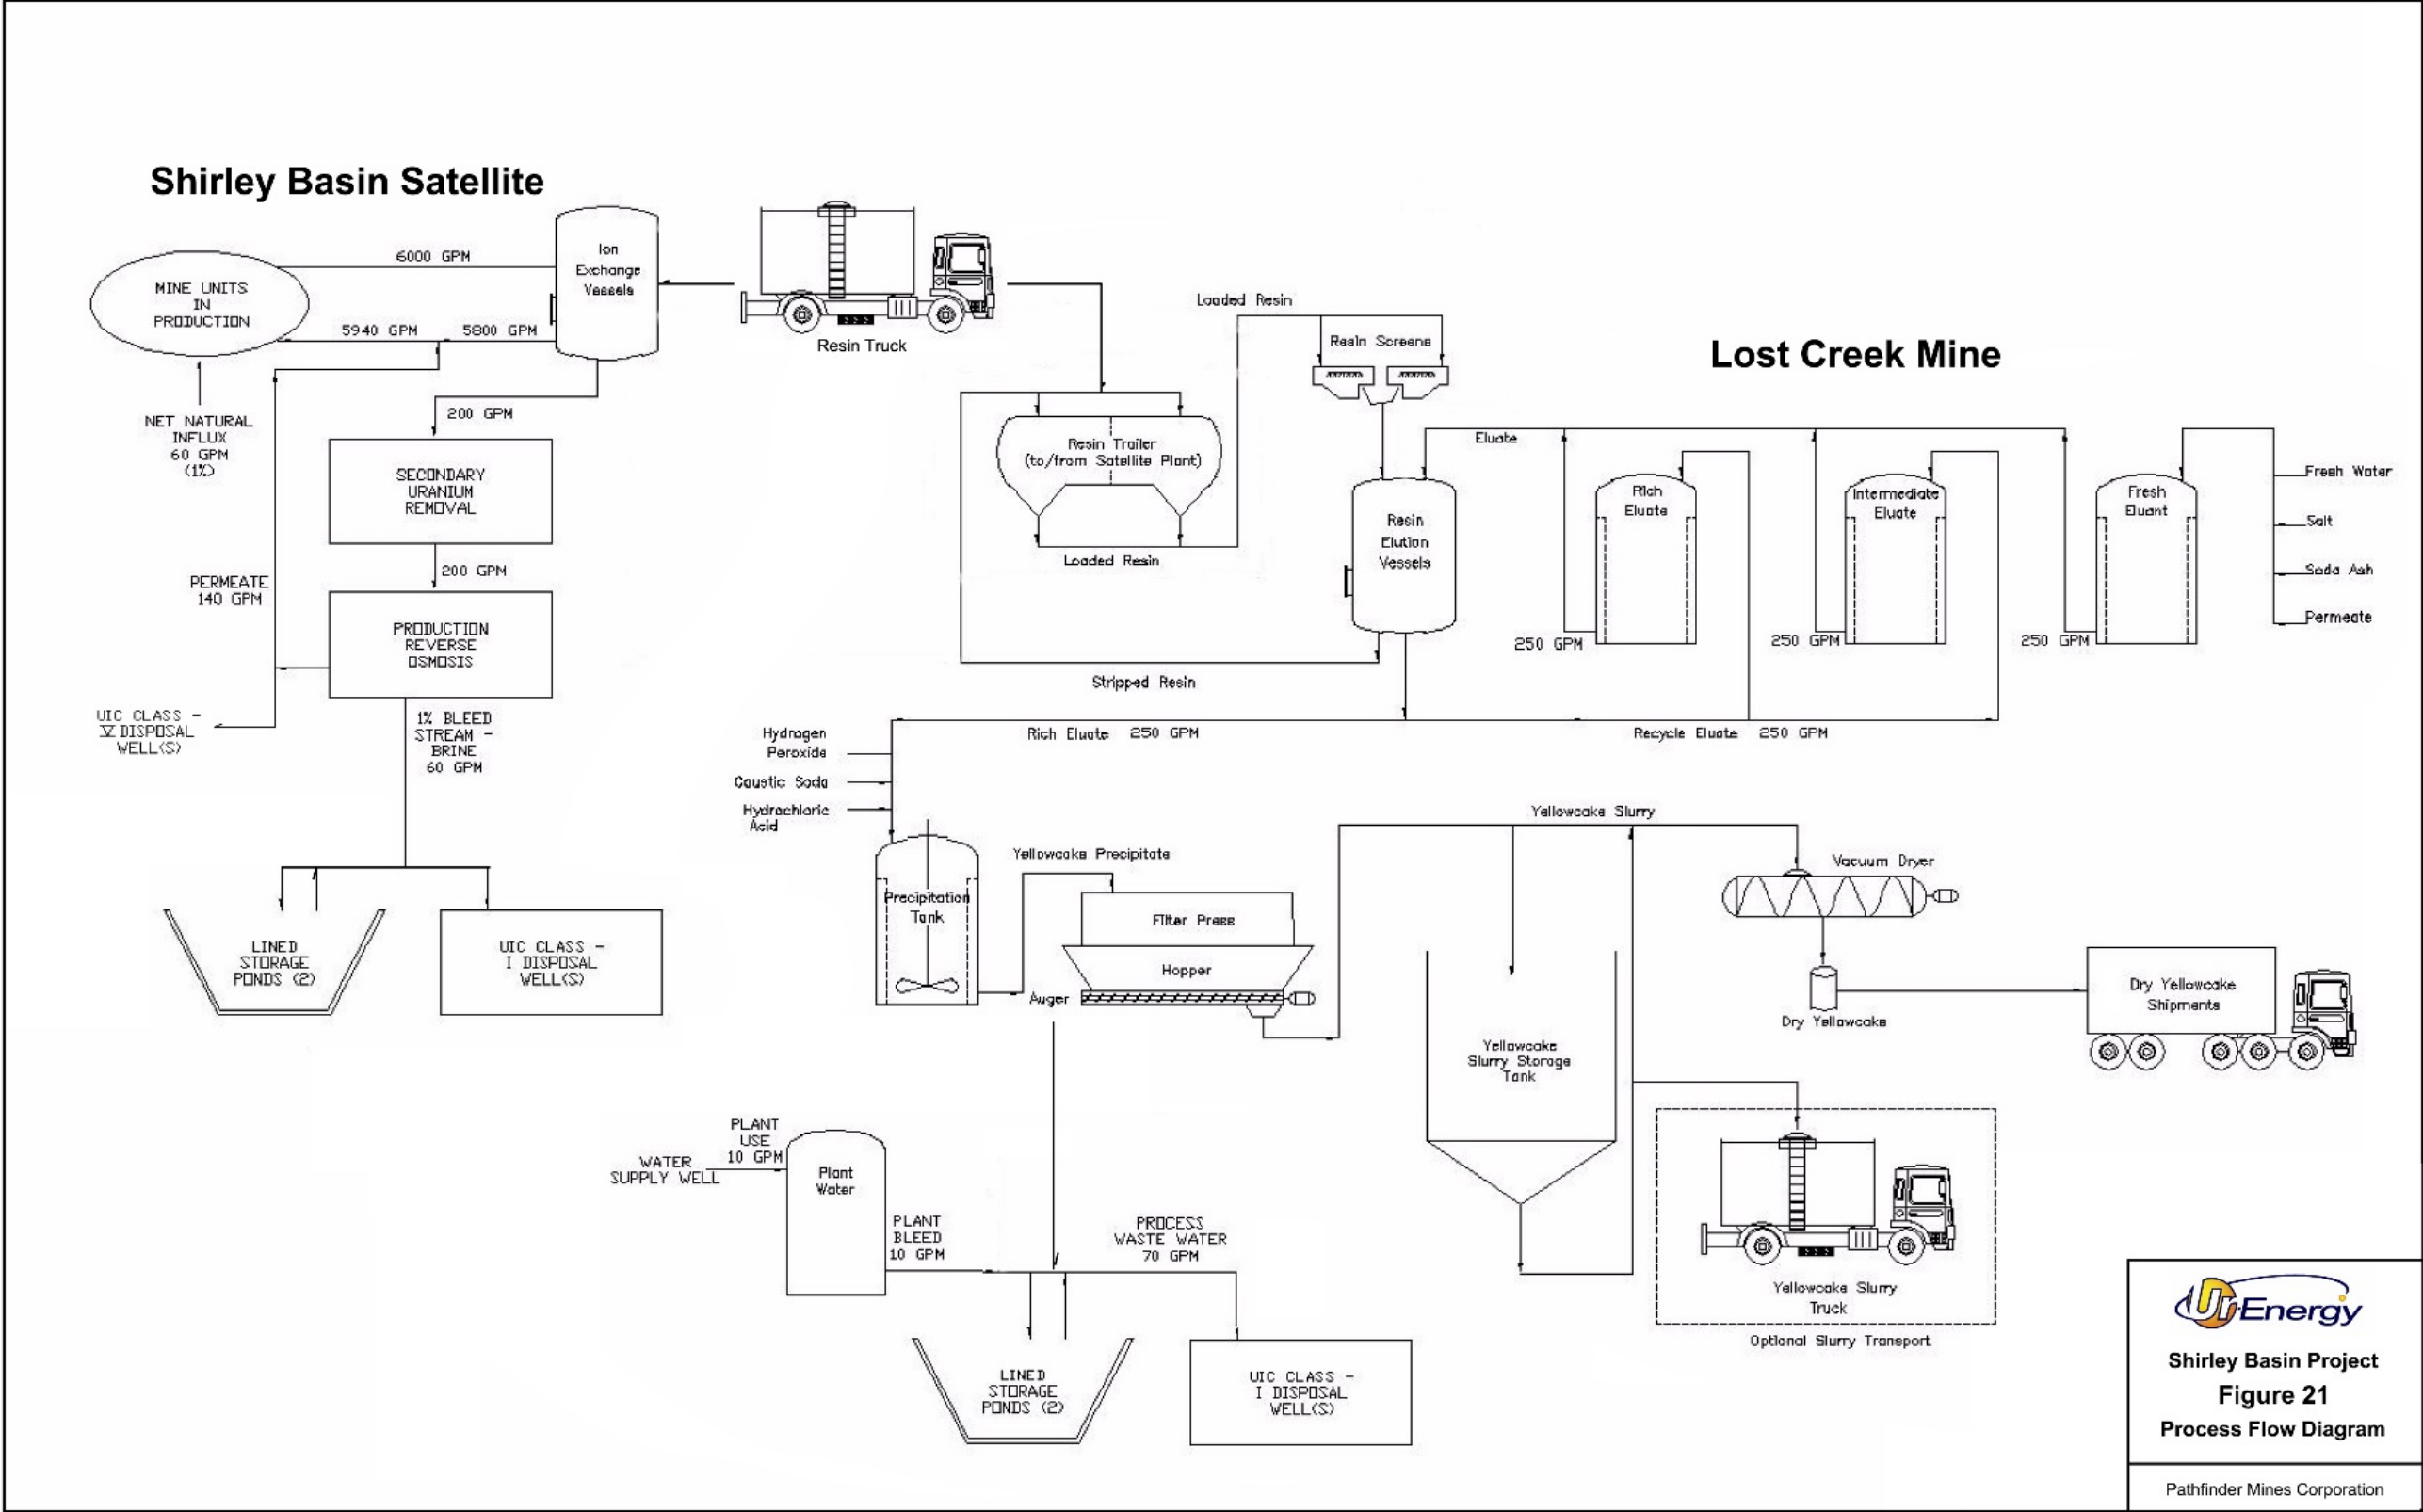 Shirley Basin Satellite
Lost Creek Mine
6000 GPM
MINE UNITS
IN
PRODUCTION
5940 GPM
5800 GPM
Ion
Exchange
Vessels
Resin Truck
NET NATURAL
INFLUX
60 GPM
(1%)
200 GPM
SECONDARY
URANIUM
REMOVAL
200 GPM
PERMEATE
140 GPM
PRODUCTION
REVERSE
OSMOSIS
UIC CLASS -
V DISPOSAL
WELL(S)
1% BLEED
STREAM -
BRINE
60 GPM
LINED
STORAGE
PONDS (2)
UIC CLASS -
I DISPOSAL
WELL(S)
Loaded Resin
Resin Screens
Resin Trailer
(to/from Satellite Plant)
Loaded Resin
Stripped Resin
Resin
Elution
Vessels
Eluate
Rich
Eluate
250 GPM
Intermediate
Eluate
250 GPM
Fresh
Eluant
250 GPM
Fresh Water
Salt
Soda Ash
Permeate
Rich Eluate 250 GPM
Recycle Eluate 250 GPM
Hydrogen
Peroxide
Caustic Soda
Hydrochloric
Acid
Precipitation
Tank
Yellowcake Precipitate
Filter Press
Hopper
Auger
Yellowcake Slurry
Vacuum Dryer
Dry Yellowcake
Dry Yellowcake
Shipments
Yellowcake
Slurry Storage
Tank
Yellowcake Slurry
Truck
Optional Slurry Transport
WATER
SUPPLY WELL
PLANT
USE
10 GPM
Plant
Water
PLANT
BLEED
10 GPM
PROCESS
WASTE WATER
70 GPM
LINED
STORAGE
PONDS (2)
UIC CLASS -
I DISPOSAL
WELL(S)
Ur-Energy
Shirley Basin Project
Figure 21
Process Flow Diagram
Pathfinder Mines Corporation